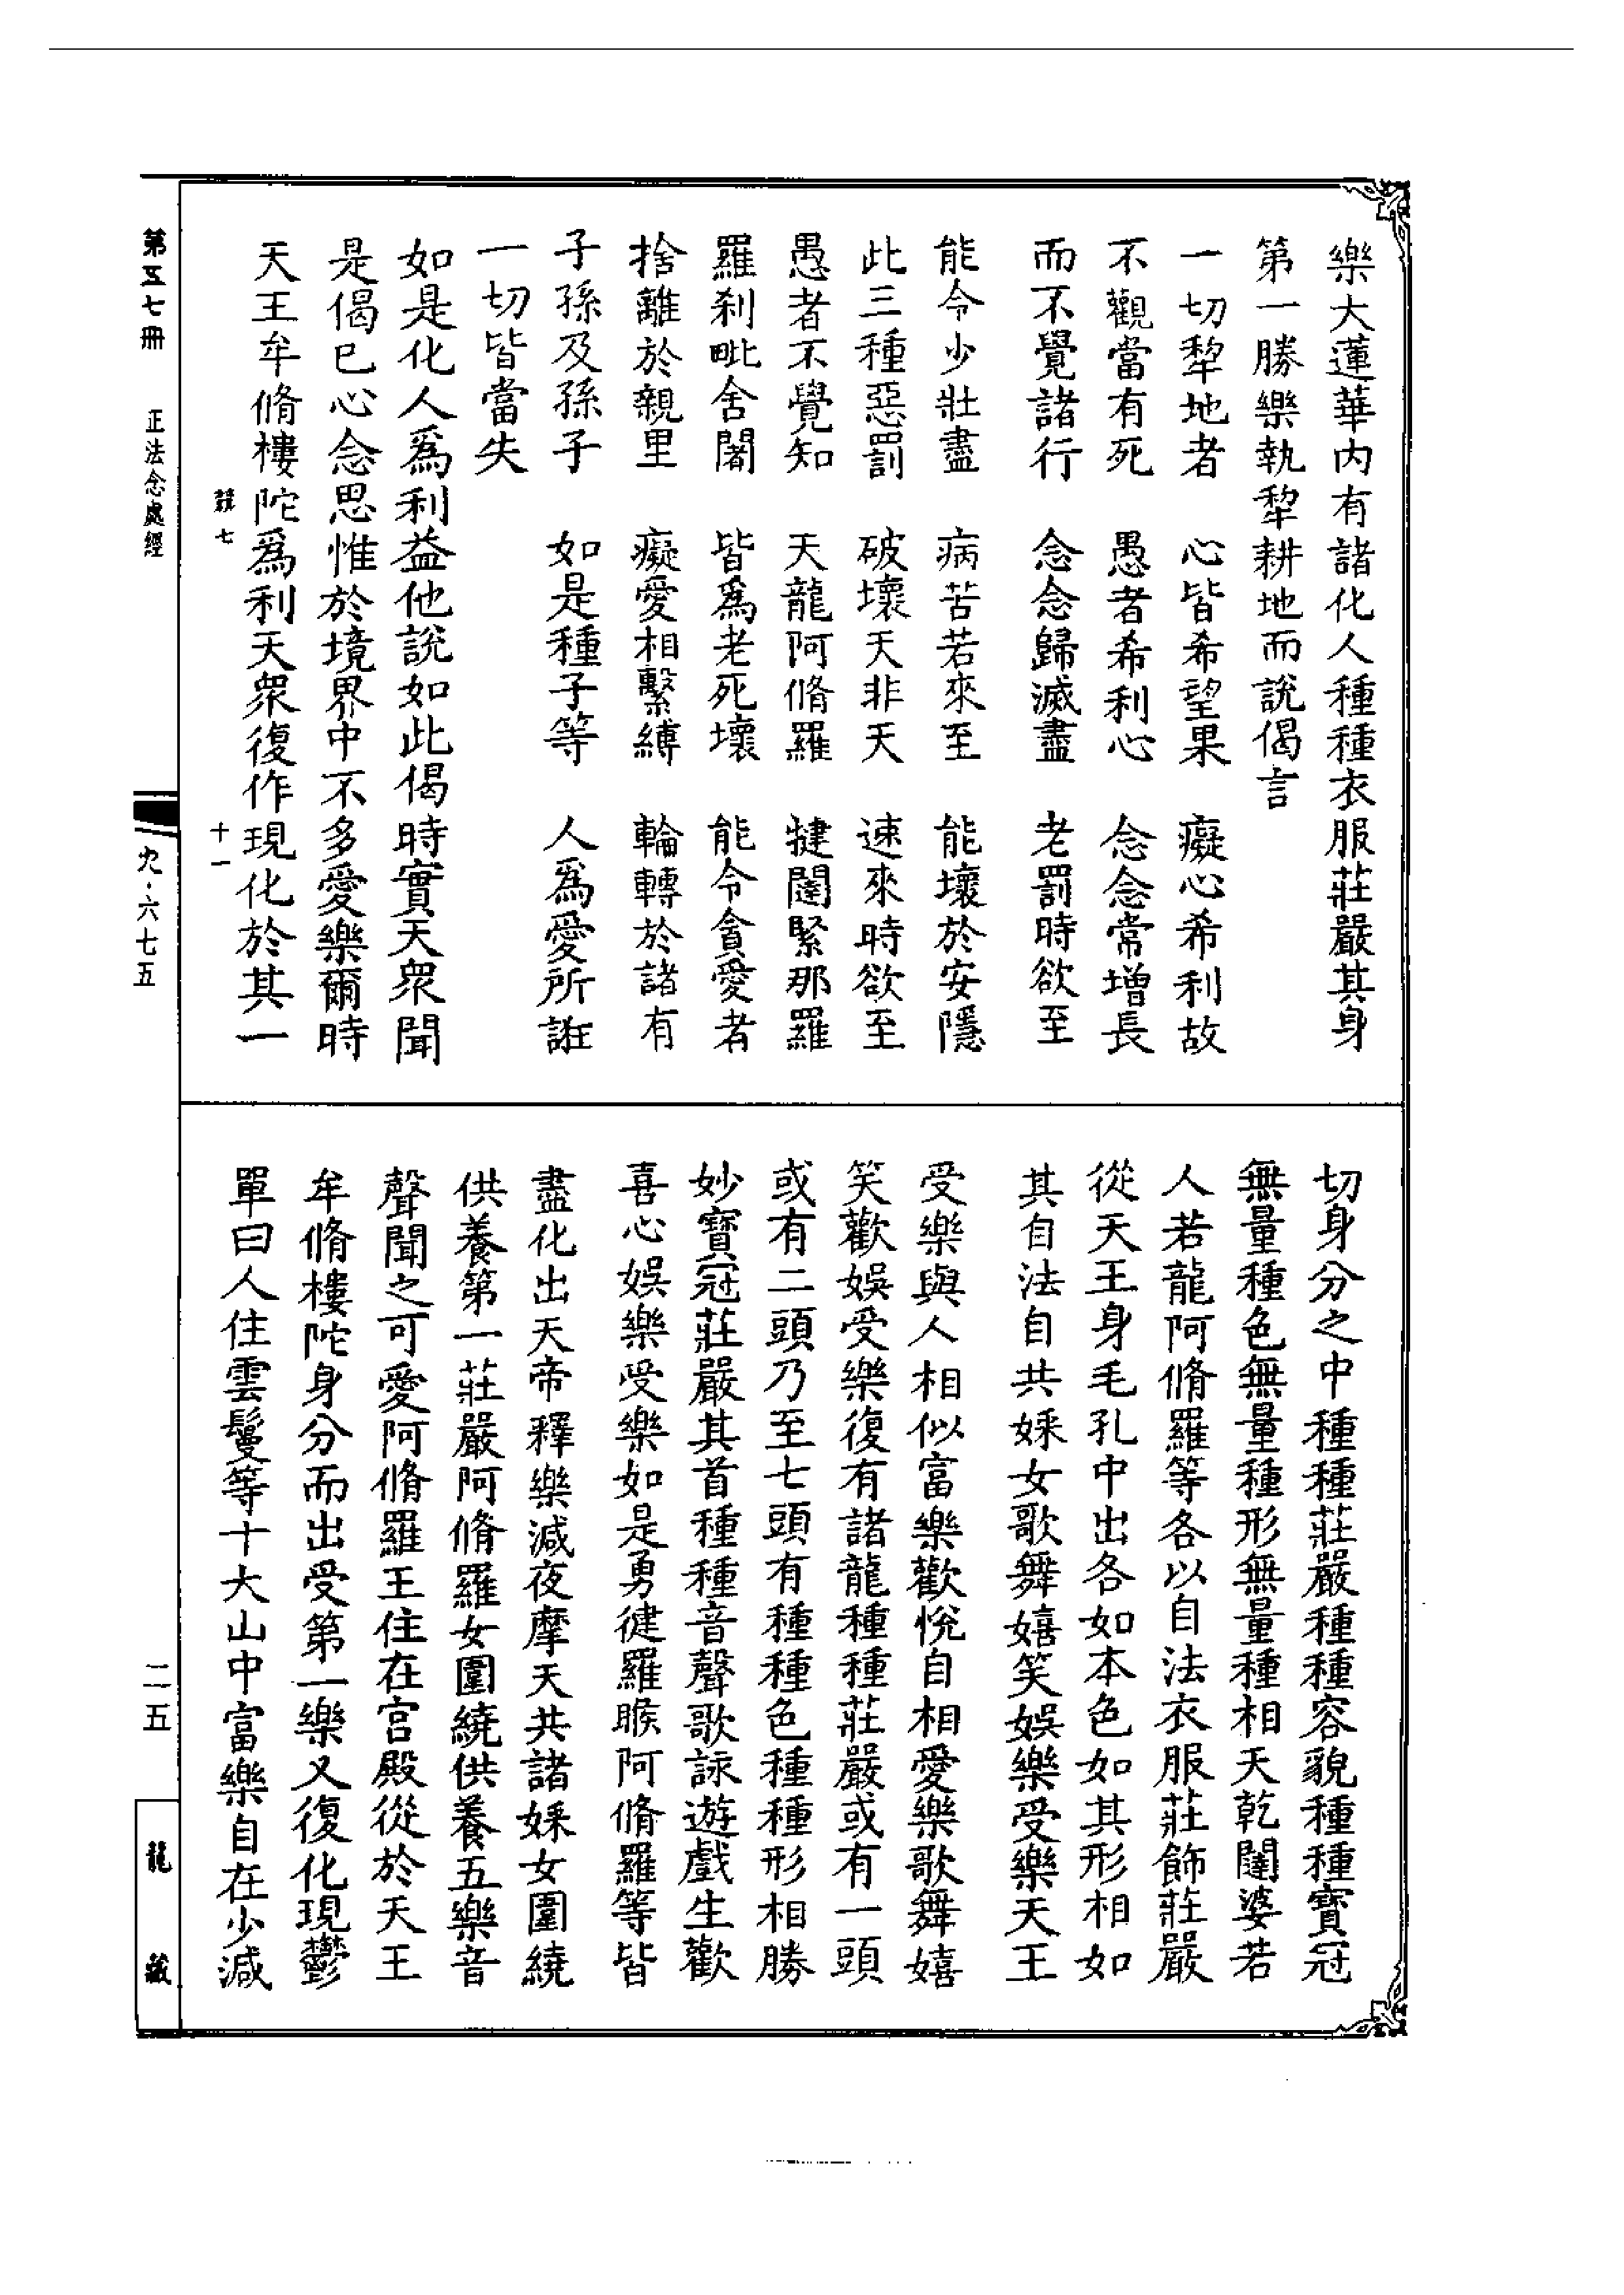 樂大蓮華內有諸化人種種衣服莊嚴其身
第一勝樂執犂耕地而說偈言
一切犂地者　心皆希望果　癡心希利故
不觀當有死　愚者希利心　念念常增長
而不覺諸行　念念歸滅盡　老罰時欲至
能令少壯盡　病苦若來至　能壞於安隱
此三種惡罰　破壞天非天　速來時欲至
愚者不覺知　天龍阿脩羅　揵闥緊那羅
羅刹毗舍闍　皆爲老死壞　能令貪愛者
捨離於親里　癡愛相繫縛　輪轉於諸有
子孫及孫子　如是種子等　人爲愛所誑
一切皆當失
如是化人爲利益他說如此偈時實天衆聞
是偈已心念思惟於境界中不多愛樂爾時
天王牟脩樓陀爲利天衆復作現化於其一
切身分之中種種莊嚴種種容貌種種寶冠
無量種色無量種形無量種相天乾闥婆若
人若龍阿脩羅等各以自法衣服莊飾莊嚴
從天王身毛孔中出各如本色如其形相如
其自法自共婇女歌舞嬉笑娛樂受樂天王
受樂與人相似富樂歡悅自相愛樂歌舞嬉
笑歡娛受樂復有諸龍種種莊嚴或有一頭
或有二頭乃至七頭有種種色種種形相勝
妙寶冠莊嚴其首種種音聲歌詠遊戲生歡
喜心娛樂受樂如是勇健羅睺阿脩羅等皆
盡化出天帝釋樂減夜摩天共諸婇女圍繞
供養第一莊嚴阿脩羅女圍繞供養五樂音
聲聞之可愛阿脩羅王住在宮殿從於天王
牟脩樓陀身分而出受第一樂又復化現鬱
單曰人住雲鬘等十大山中富樂自在少減
第五七冊　正法念處經
競七
十一
九·六七五
二五
龍藏